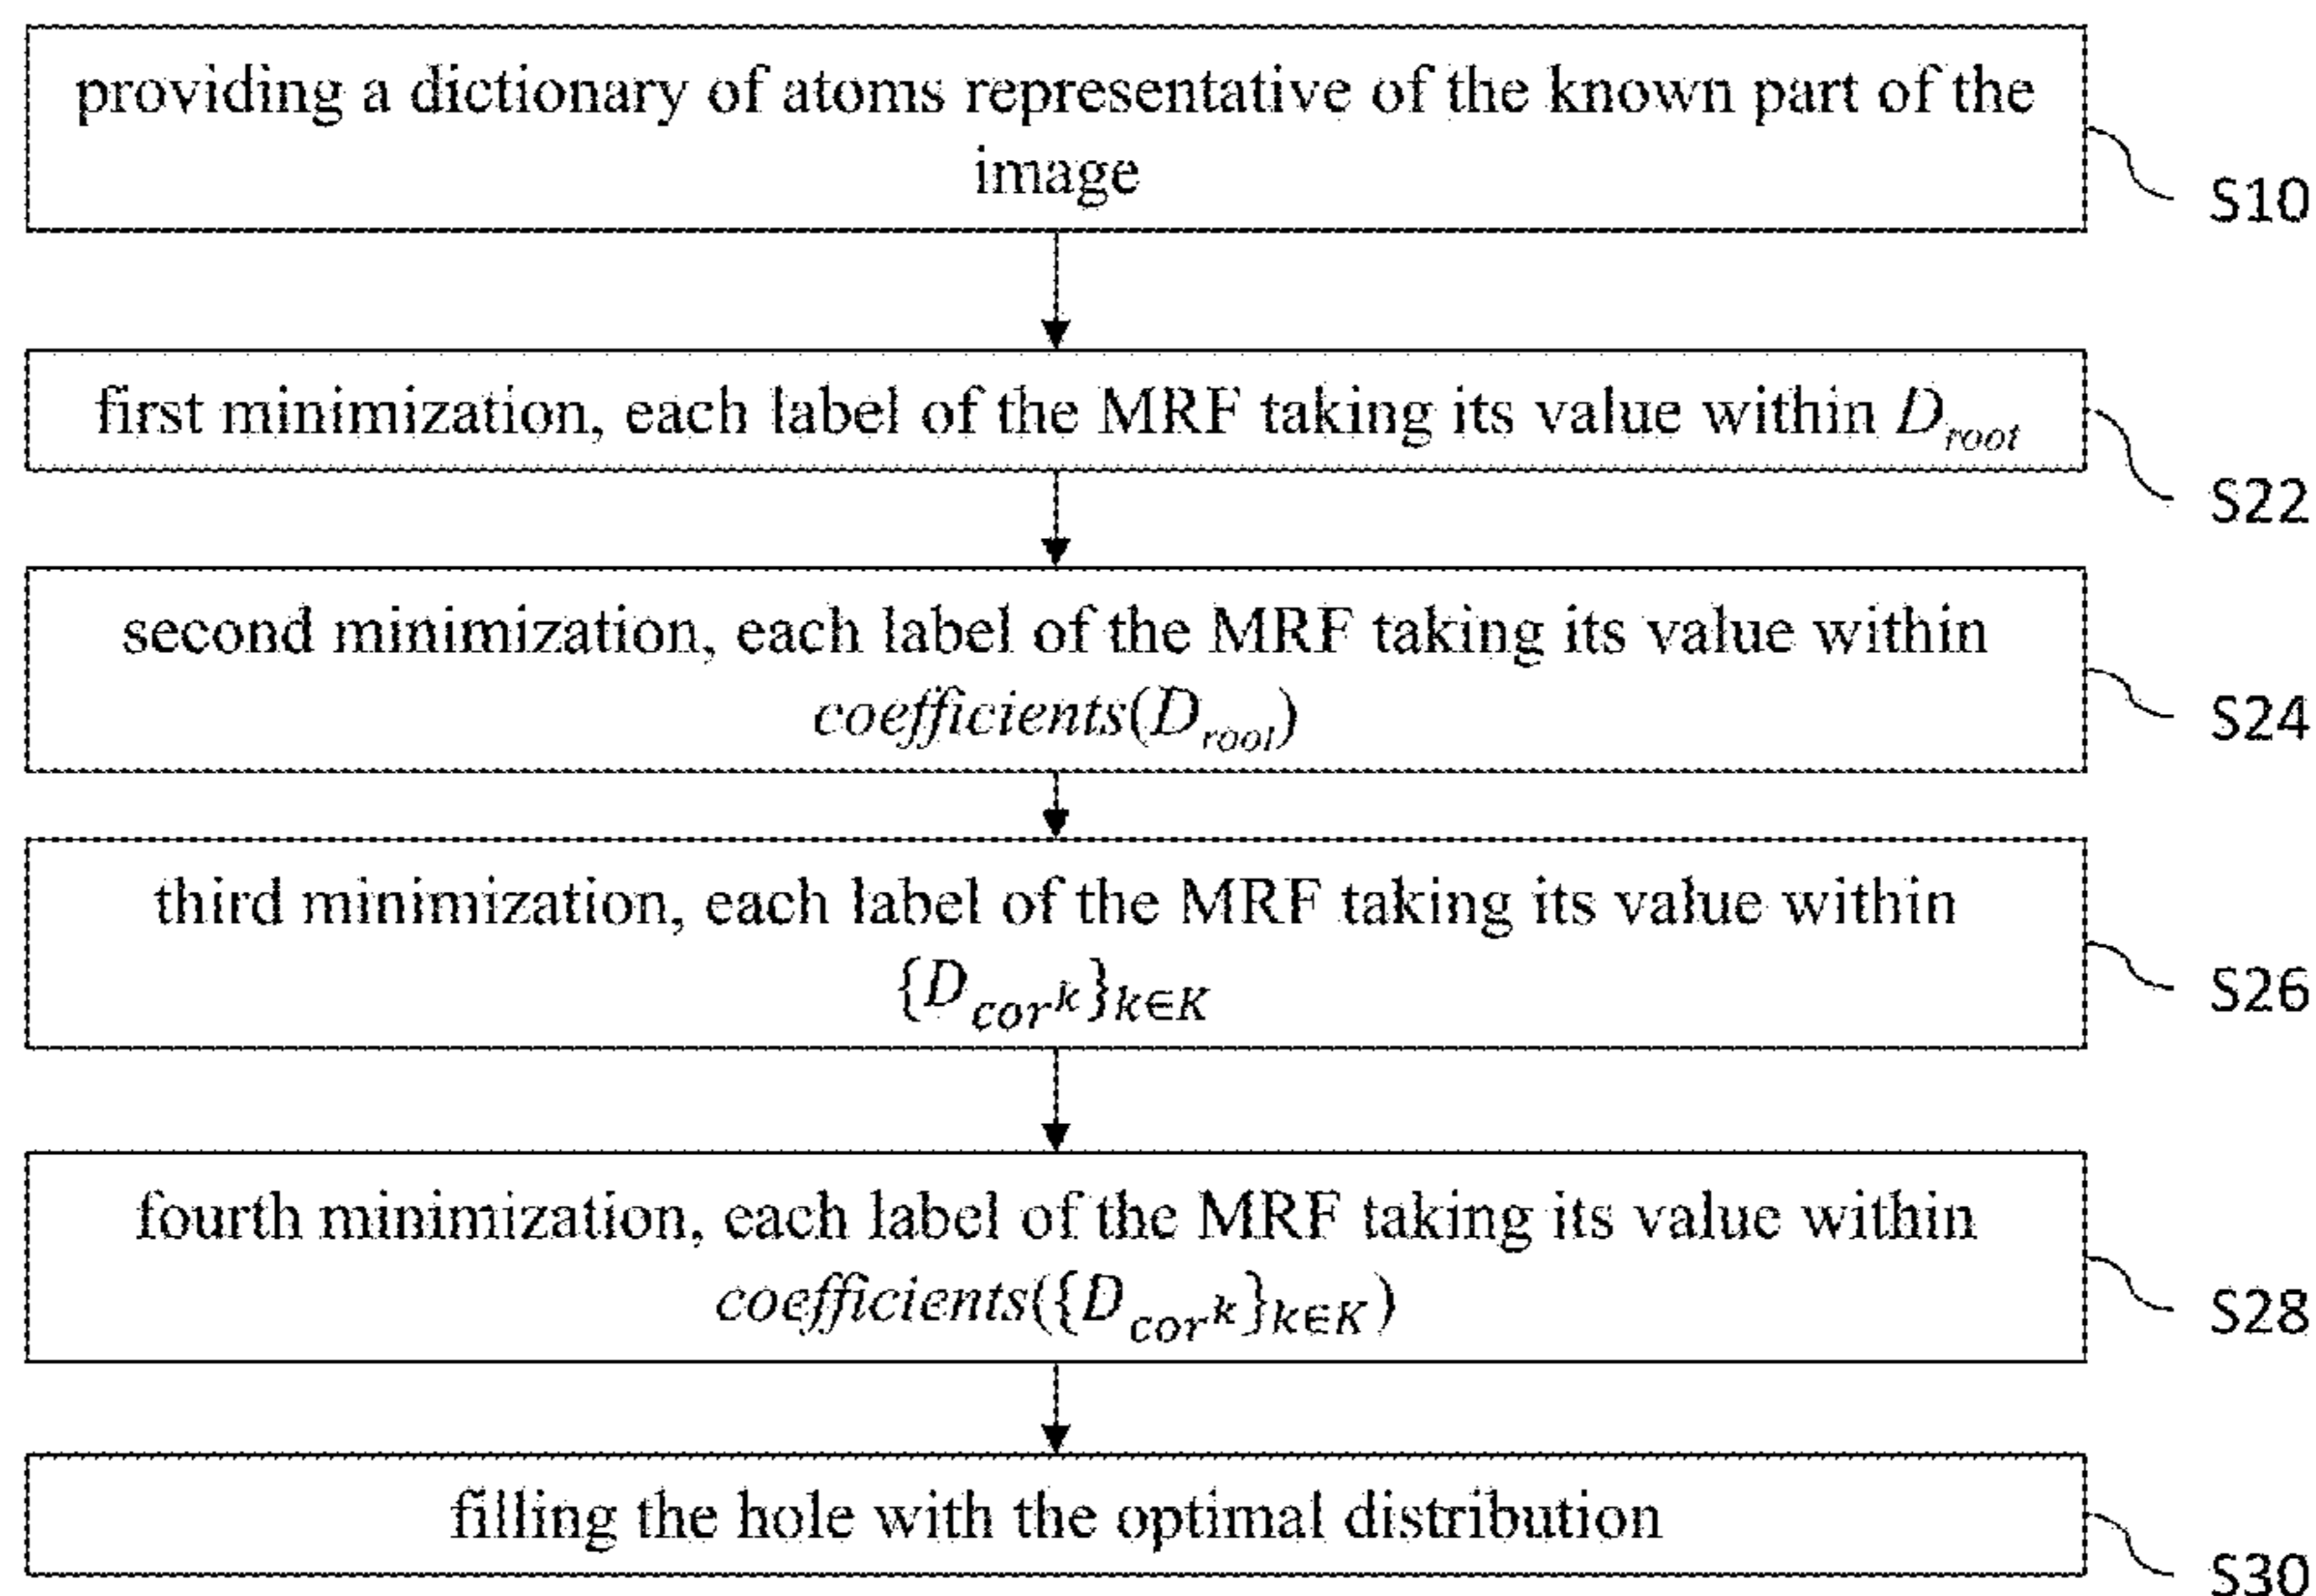 providing a dictionary of atoms representative of the known part of the
image
S10
first minimization, each label of the MRF taking its value within D_root
S22
second minimization, each label of the MRF taking its value within
coefficients(D_root)
S24
third minimization, each label of the MRF taking its value within
{D_cor^k}_k∈K
S26
fourth minimization, each label of the MRF taking its value within
coefficients({D_cor^k}_k∈K)
S28
filling the hole with the optimal distribution
S30